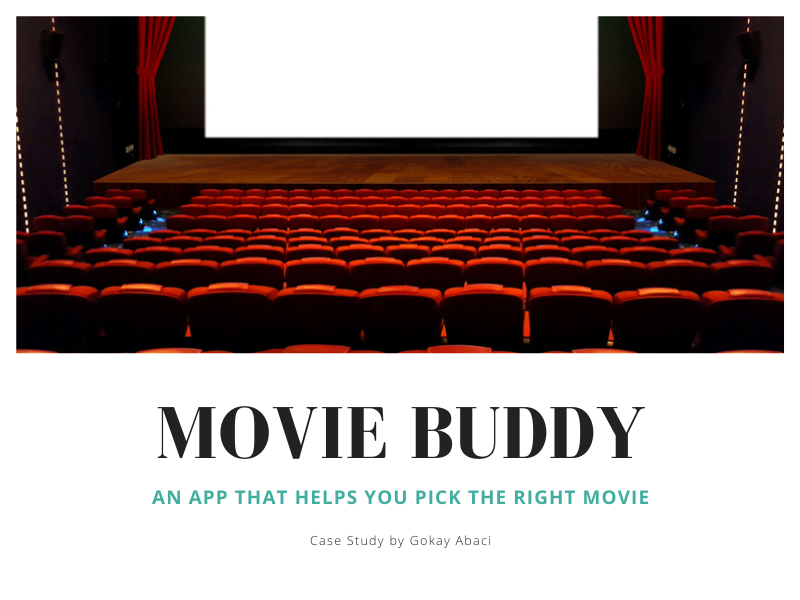 MOVIE BUDDY
AN APP THAT HELPS YOU PICK THE RIGHT MOVIE
Case Study by Gokay Abaci